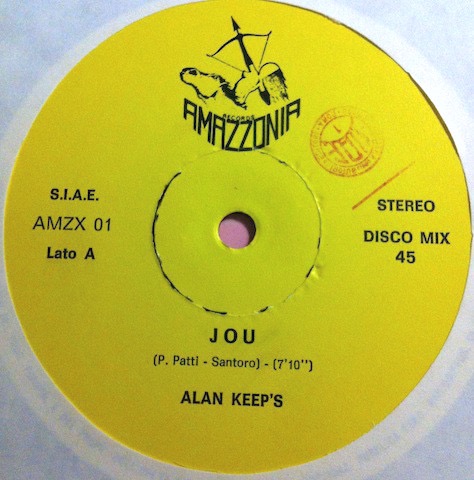 RECORDS
AMAZZONIA
S.I.A.E.
AMZX 01
Lato A
STEREO
DISCO MIX
45
JOU
(P. Patti - Santoro) - (7'10'')
ALAN KEEP'S